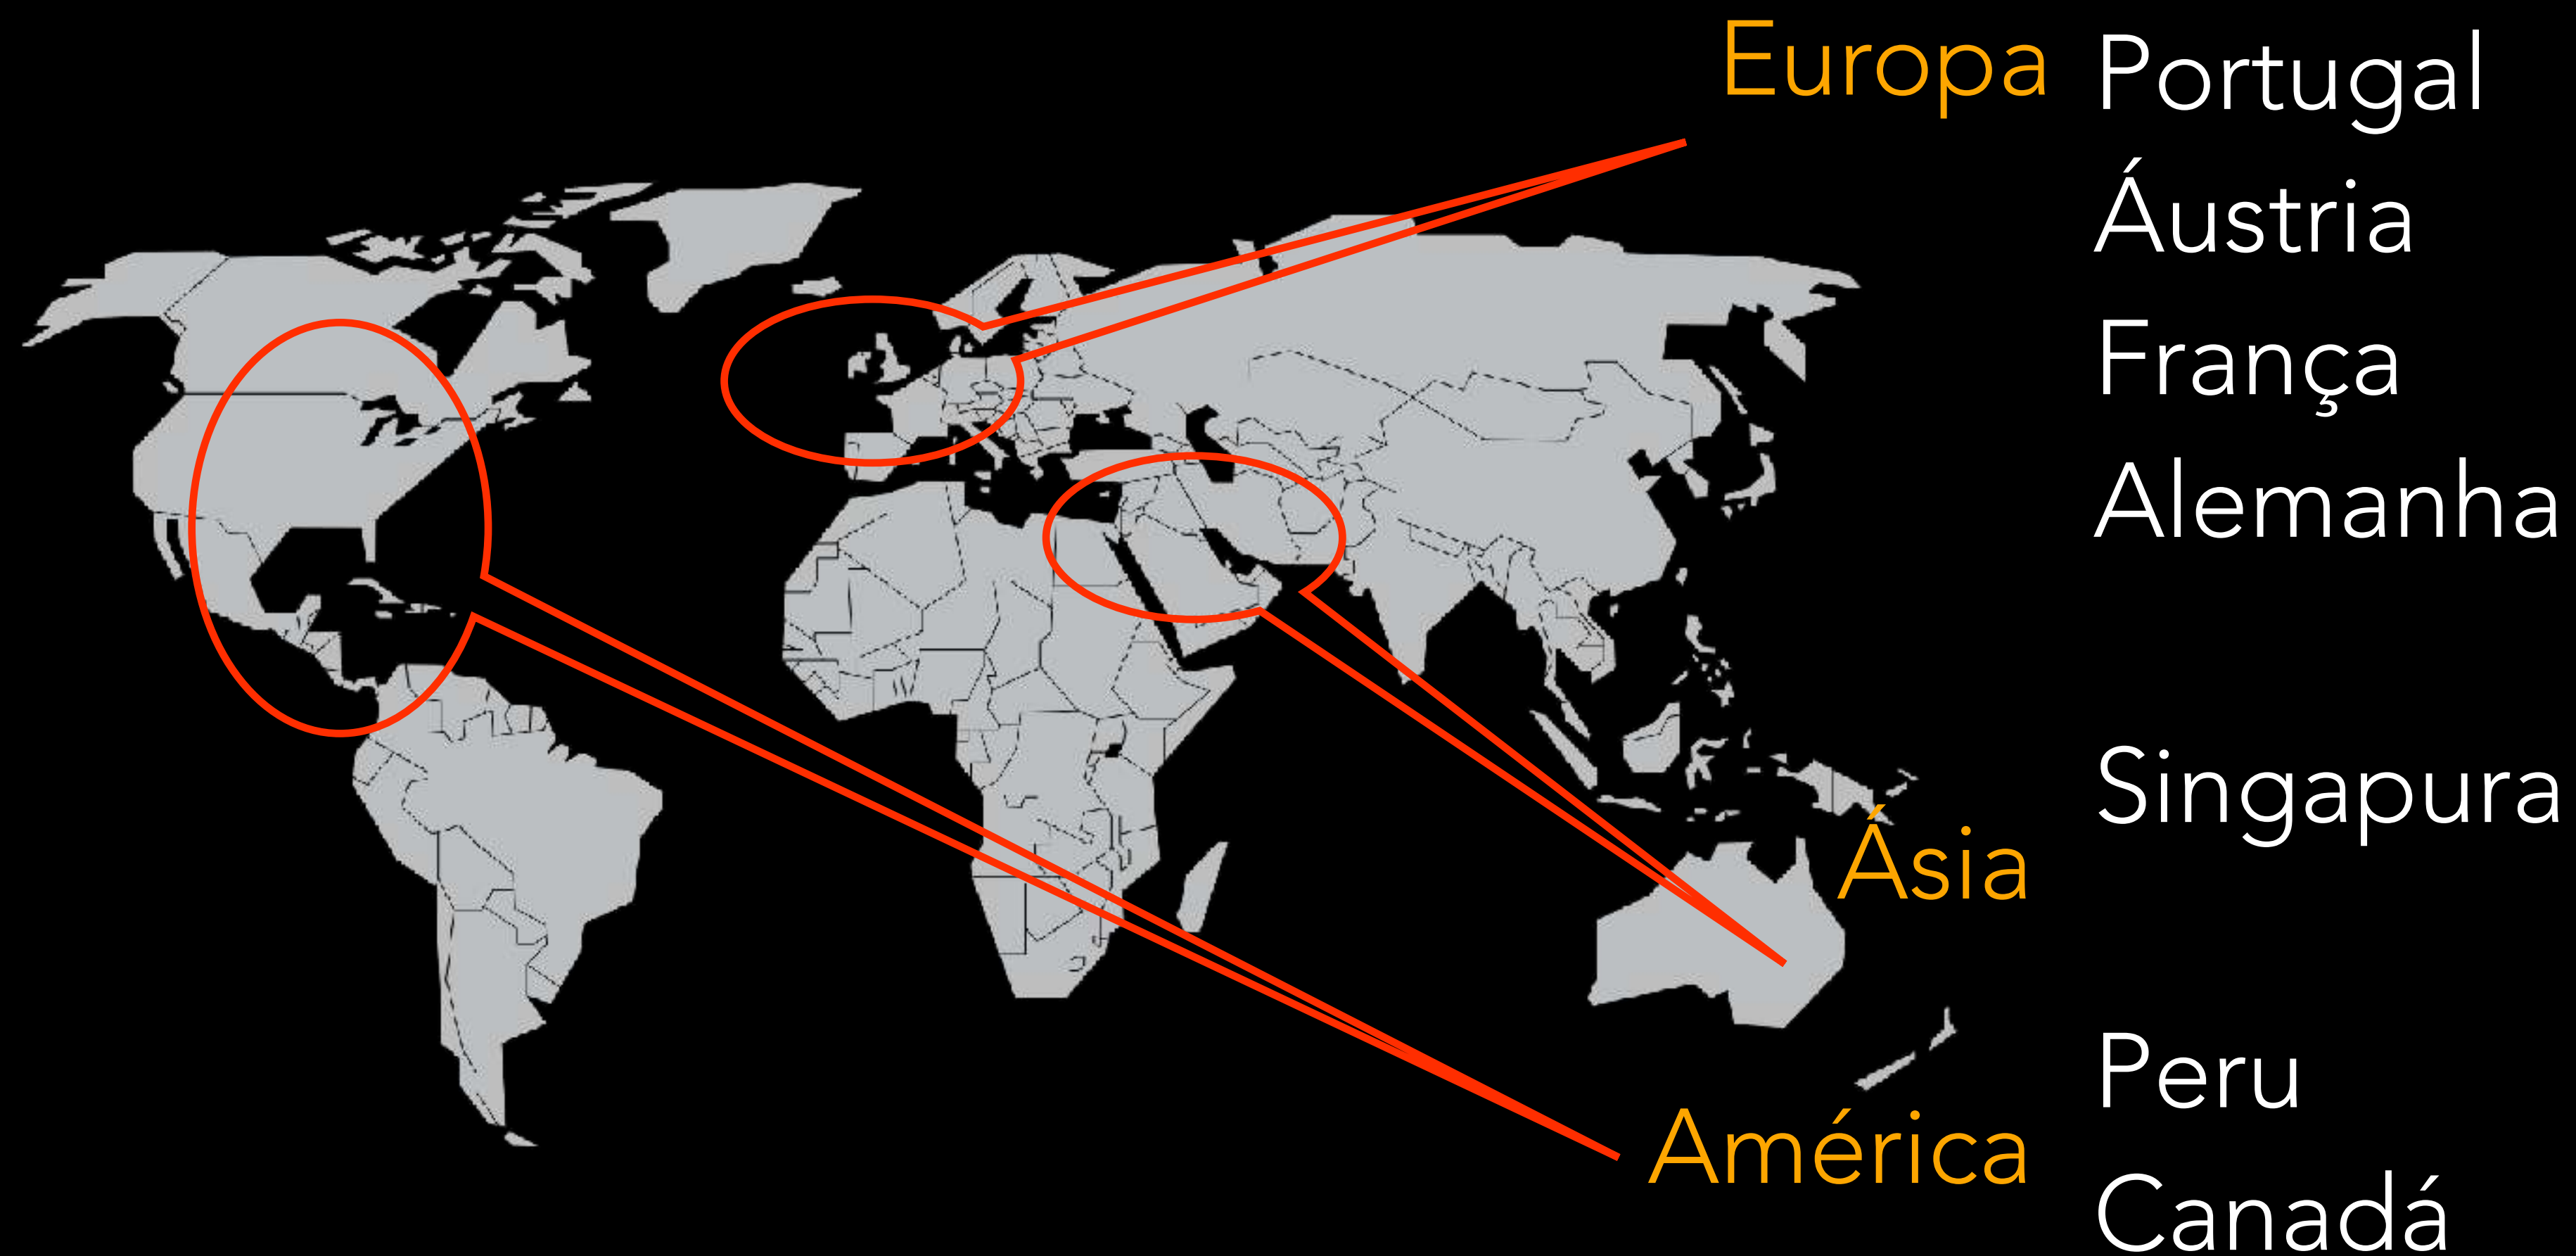 Europa Portugal
Áustria
França
Alemanha
Singapura
Ásia
Peru
América
Canadá